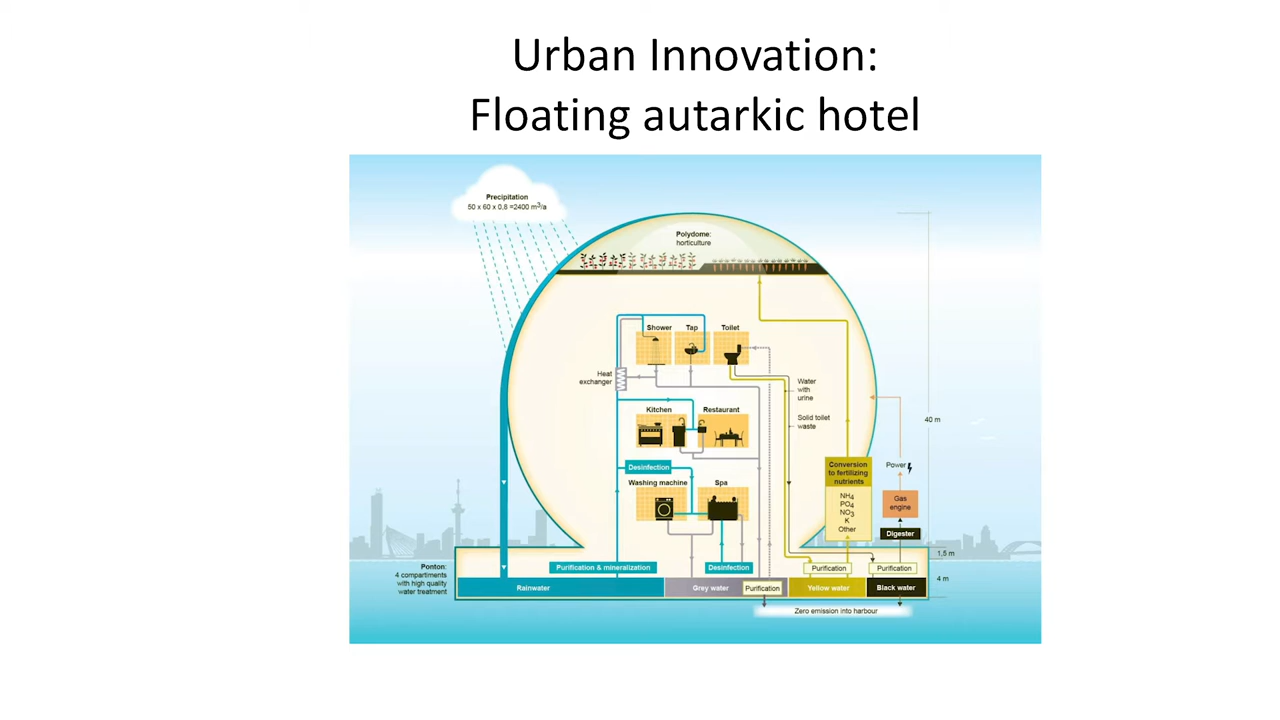 Urban Innovation:
Floating autarkic hotel
Precipitation
50 x 60 x 0,8 =2400 m³/a
Polydome:
horticulture
Shower
Tap
Toilet
Heat
exchanger
Water
with
urine
Kitchen
Restaurant
Solid toilet
waste
40 m
Desinfection
Conversion
to fertilizing
nutrients
Power
Washing machine
Spa
NH4
PO4
NO3
K
Other
Gas
engine
Digester
1,5 m
Ponton:
4 compartments
with high quality
water treatment
Purification & mineralization
Desinfection
Purification
Purification
4 m
Rainwater
Grey water
Purification
Yellow water
Black water
Zero emission into harbour